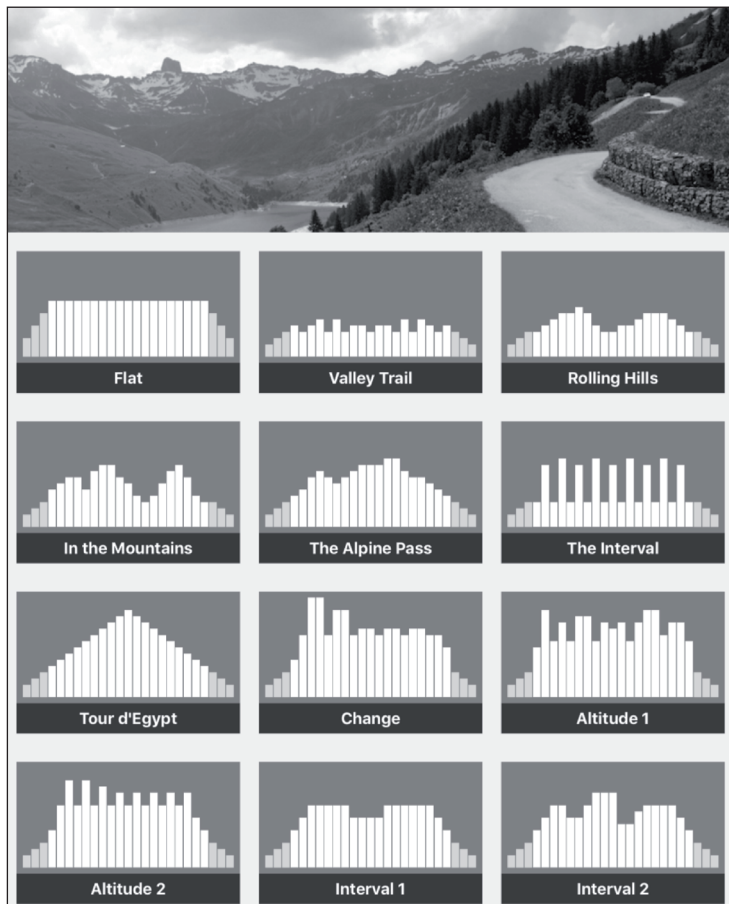 Flat
Valley Trail
Rolling Hills
In the Mountains
The Alpine Pass
The Interval
Tour d'Egypt
Change
Altitude 1
Altitude 2
Interval 1
Interval 2